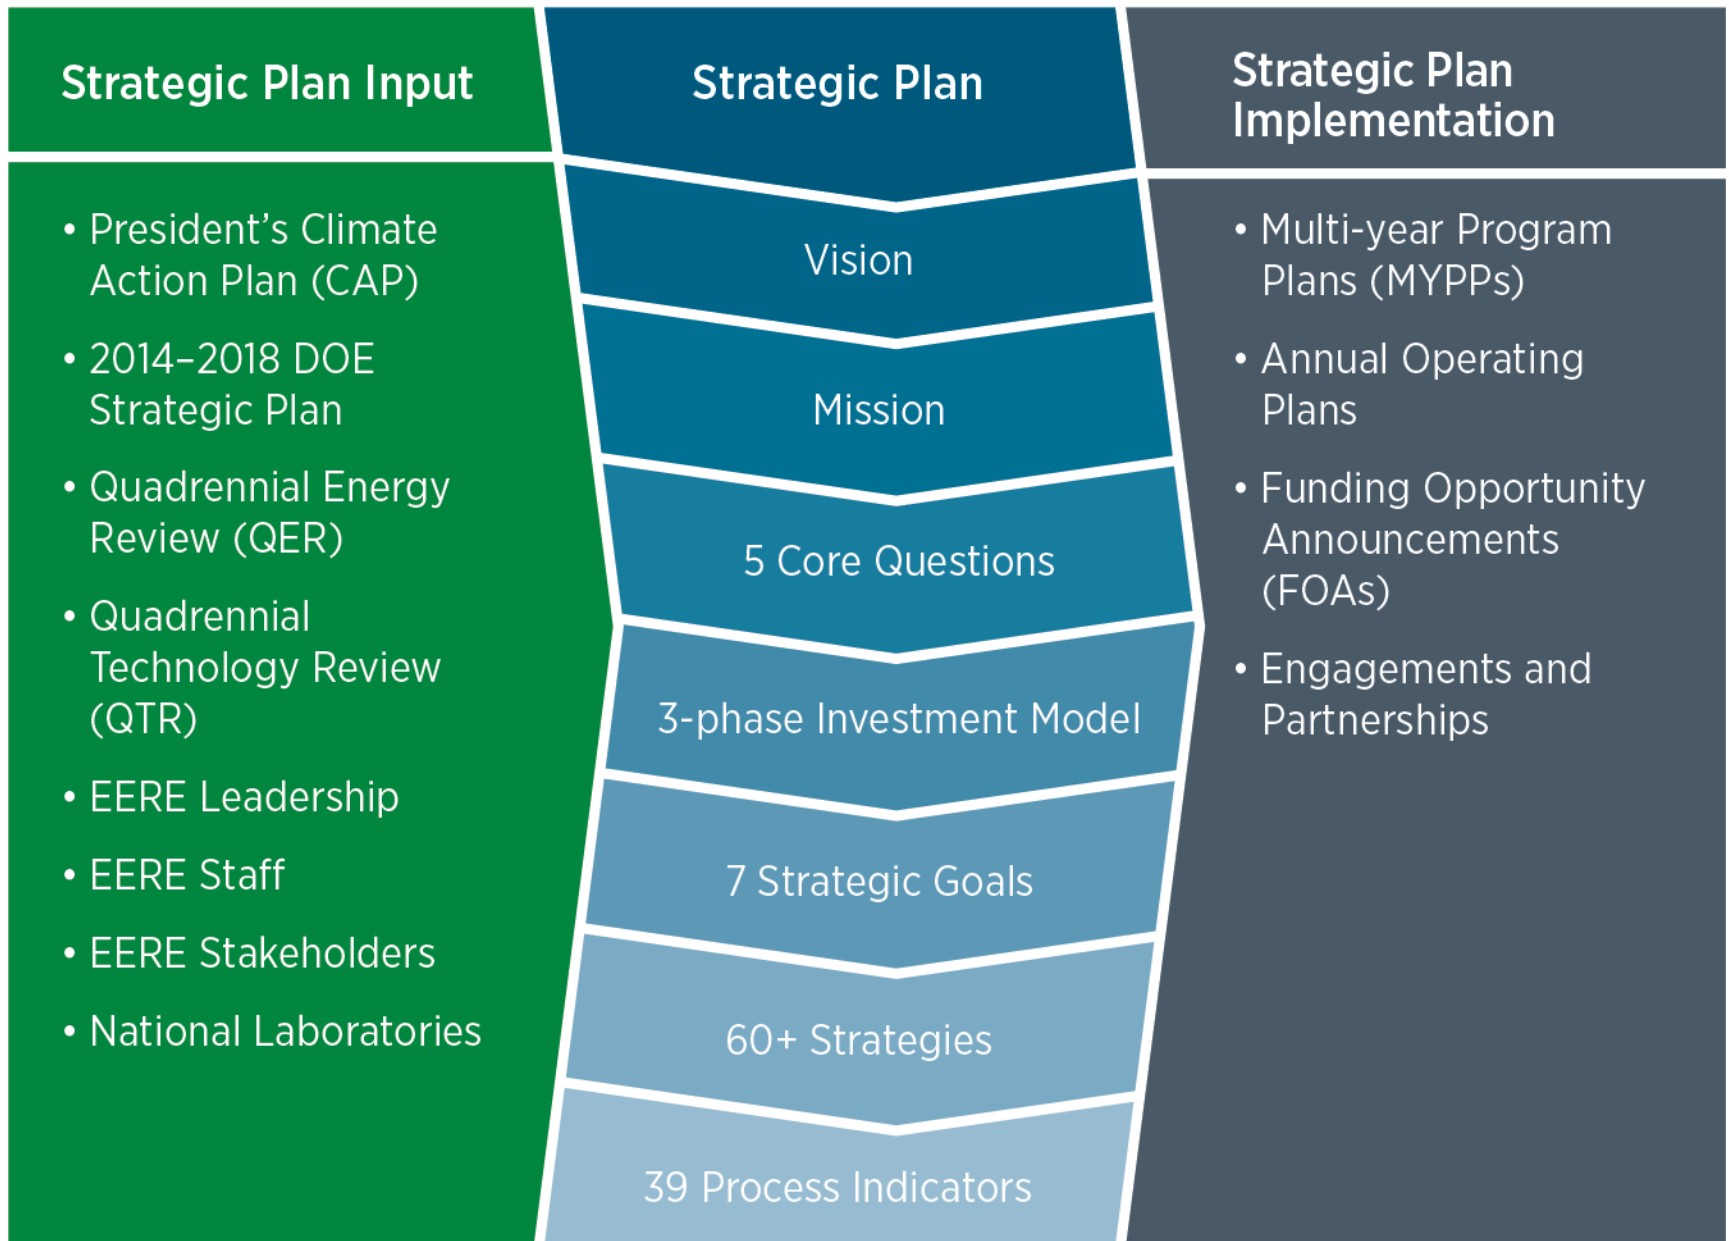 Strategic Plan Input
• President’s Climate
Action Plan (CAP)
• 2014–2018 DOE
Strategic Plan
• Quadrennial Energy
Review (QER)
• Quadrennial
Technology Review
(QTR)
• EERE Leadership
• EERE Staff
• EERE Stakeholders
• National Laboratories
Strategic Plan
Vision
Mission
5 Core Questions
3-phase Investment Model
7 Strategic Goals
60+ Strategies
39 Process Indicators
Strategic Plan
Implementation
• Multi-year Program
Plans (MYPPs)
• Annual Operating
Plans
• Funding Opportunity
Announcements
(FOAs)
• Engagements and
Partnerships